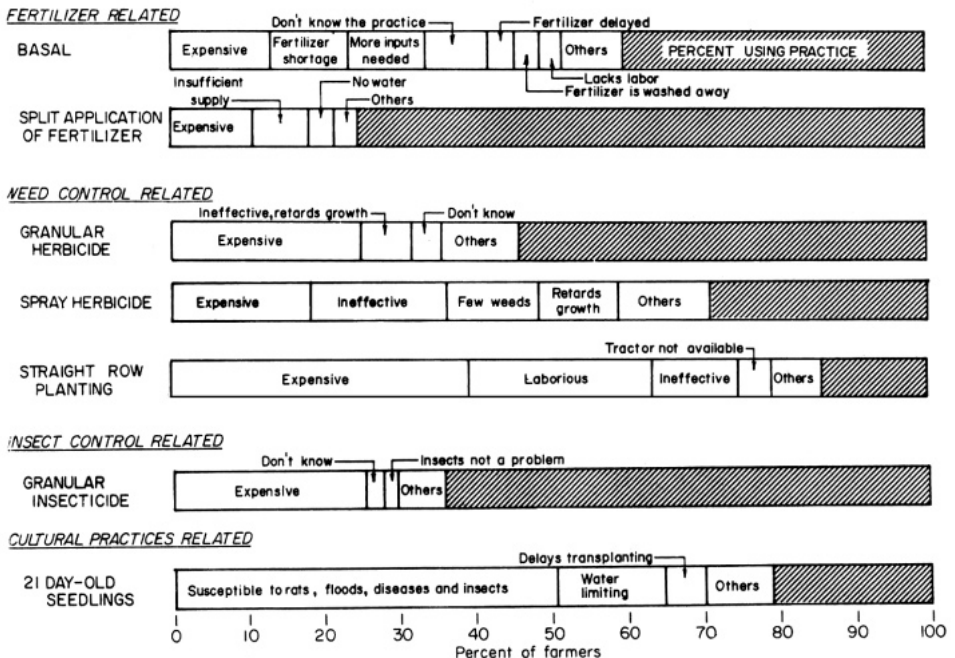 FERTILIZER RELATED
Don't know the practice
Fertilizer delayed
BASAL
Expensive
Fertilizer
shortage
More inputs
needed
Others
PERCENT USING PRACTICE
Lacks labor
Fertilizer is washed away
Insufficient
supply
No water
Others
SPLIT APPLICATION
OF FERTILIZER
Expensive
WEED CONTROL RELATED
Ineffective, retards growth
Don't know
GRANULAR
HERBICIDE
Expensive
Others
SPRAY HERBICIDE
Expensive
Ineffective
Few weeds
Retards
growth
Others
Tractor not available
STRAIGHT ROW
PLANTING
Expensive
Laborious
Ineffective
Others
INSECT CONTROL RELATED
Don't know
Insects not a problem
GRANULAR
INSECTICIDE
Expensive
Others
CULTURAL PRACTICES RELATED
Delays transplanting
21 DAY-OLD
SEEDLINGS
Susceptible to rats, floods, diseases and insects
Water
limiting
Others
0 10 20 30 40 50 60 70 80 90 100
Percent of farmers